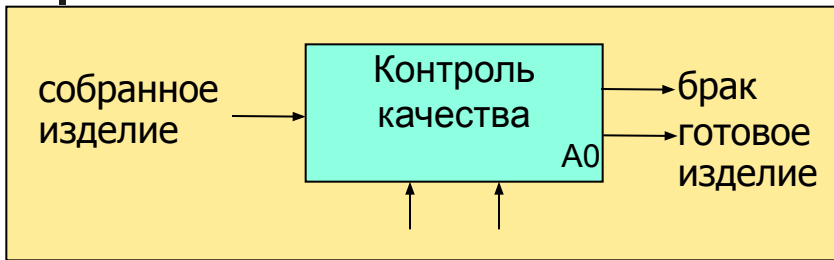 собранное
изделие
Контроль
качества
A0
брак
готовое
изделие